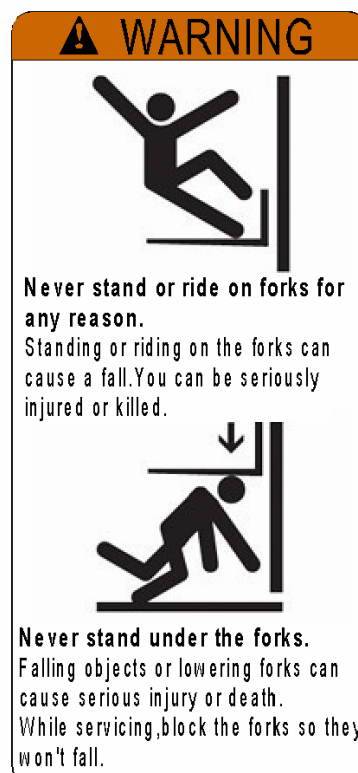 WARNING
Never stand or ride on forks for
any reason.
Standing or riding on the forks can
cause a fall.You can be seriously
injured or killed.
Never stand under the forks.
Falling objects or lowering forks can
cause serious injury or death.
While servicing,block the forks so they
won't fall.